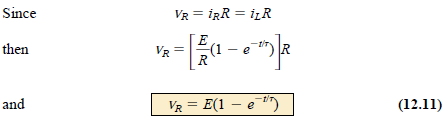 Since v_R = i_R R = i_L R
then v_R = [E/R (1 − e^{−t/τ})] R
and v_R = E(1 − e^{−t/τ}) (12.11)